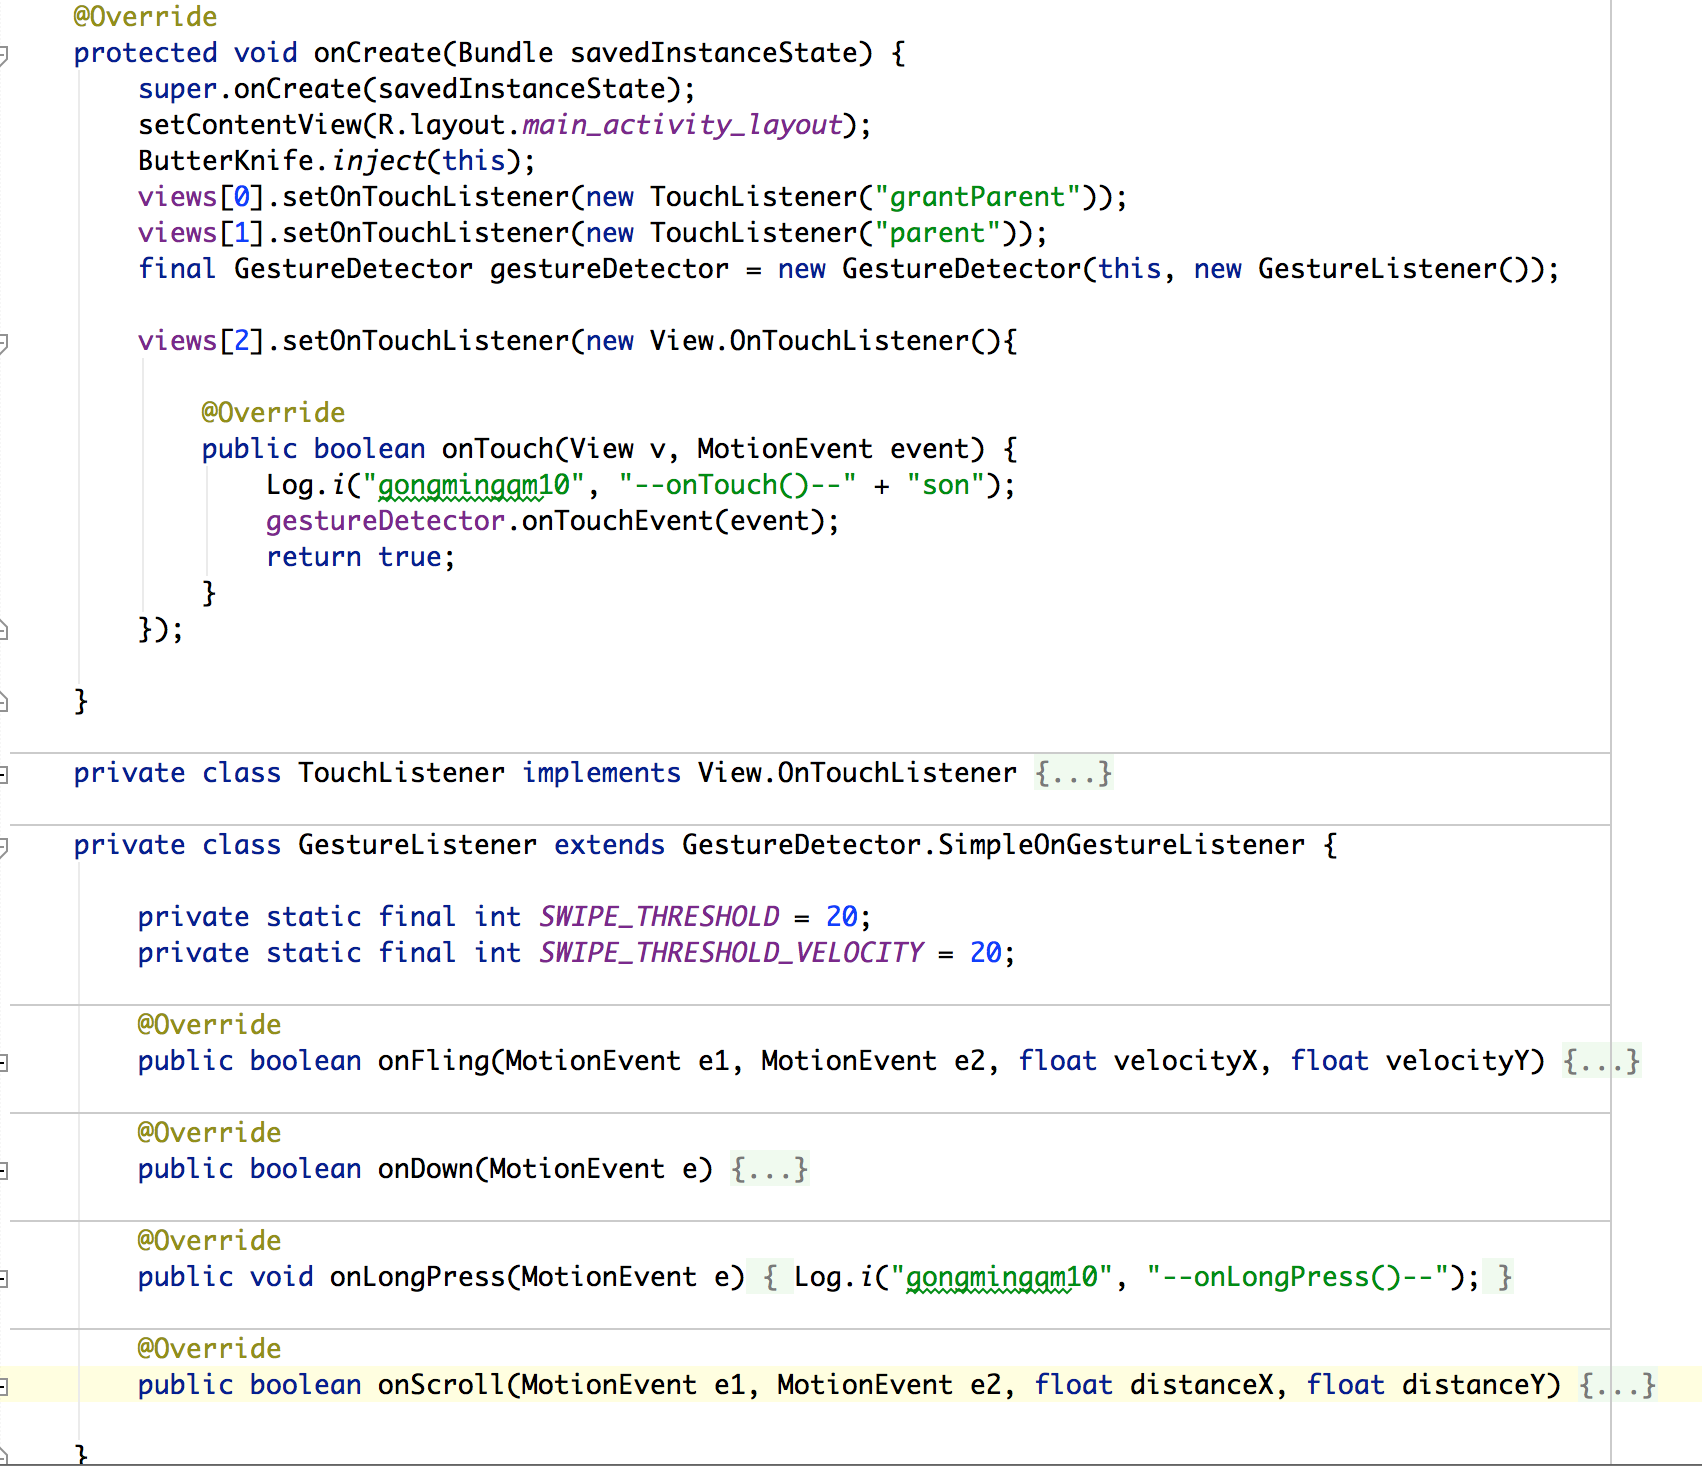 @Override
protected void onCreate(Bundle savedInstanceState) {
super.onCreate(savedInstanceState);
setContentView(R.layout.main_activity_layout);
ButterKnife.inject(this);
views[0].setOnTouchListener(new TouchListener("grantParent"));
views[1].setOnTouchListener(new TouchListener("parent"));
final GestureDetector gestureDetector = new GestureDetector(this, new GestureListener());
views[2].setOnTouchListener(new View.OnTouchListener(){
@Override
public boolean onTouch(View v, MotionEvent event) {
Log.i("gongmingqm10", "--onTouch()--" + "son");
gestureDetector.onTouchEvent(event);
return true;
}
});
}
private class TouchListener implements View.OnTouchListener {...}
private class GestureListener extends GestureDetector.SimpleOnGestureListener {
private static final int SWIPE_THRESHOLD = 20;
private static final int SWIPE_THRESHOLD_VELOCITY = 20;
@Override
public boolean onFling(MotionEvent e1, MotionEvent e2, float velocityX, float velocityY) {...}
@Override
public boolean onDown(MotionEvent e) {...}
@Override
public void onLongPress(MotionEvent e) { Log.i("gongmingqm10", "--onLongPress()--"); }
@Override
public boolean onScroll(MotionEvent e1, MotionEvent e2, float distanceX, float distanceY) {...}
}